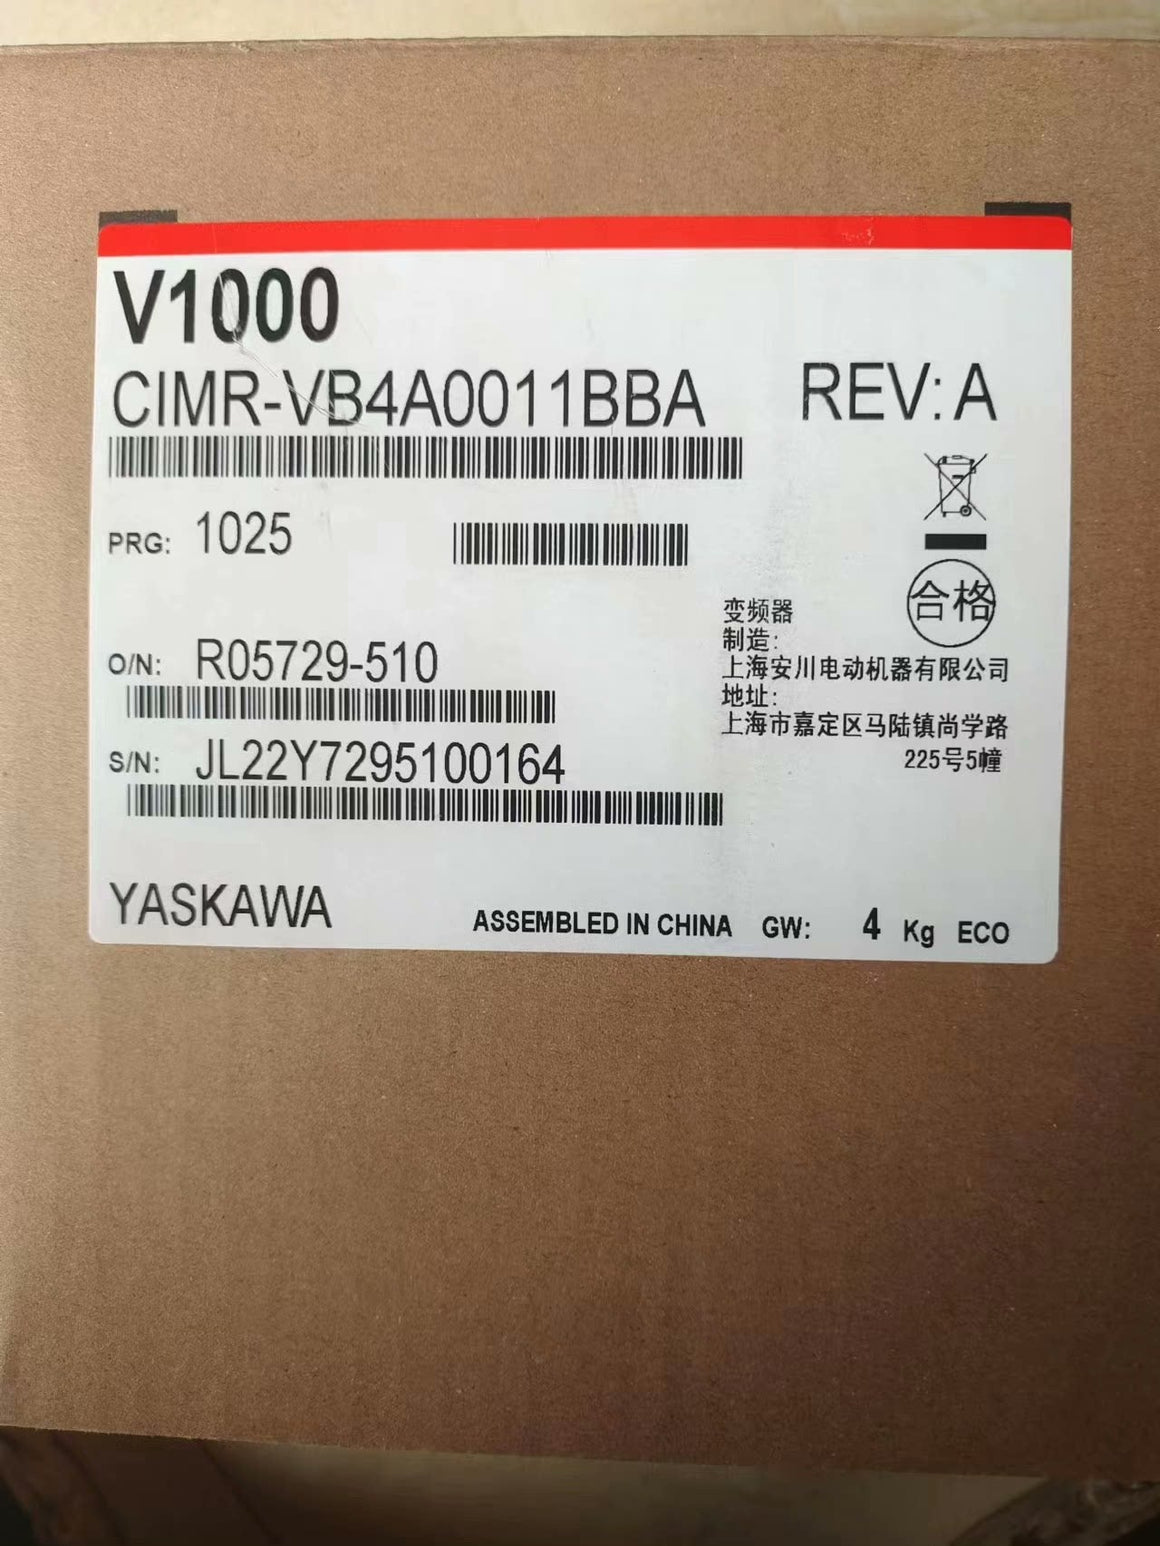 V1000
CIMR-VB4A0011BBA
REV: A
PRG: 1025
合格
变频器
制造:
上海安川电动机器有限公司
地址:
上海市嘉定区马陆镇尚学路
225号5幢
O/N: R05729-510
S/N: JL22Y7295100164
YASKAWA
ASSEMBLED IN CHINA GW: 4 Kg ECO